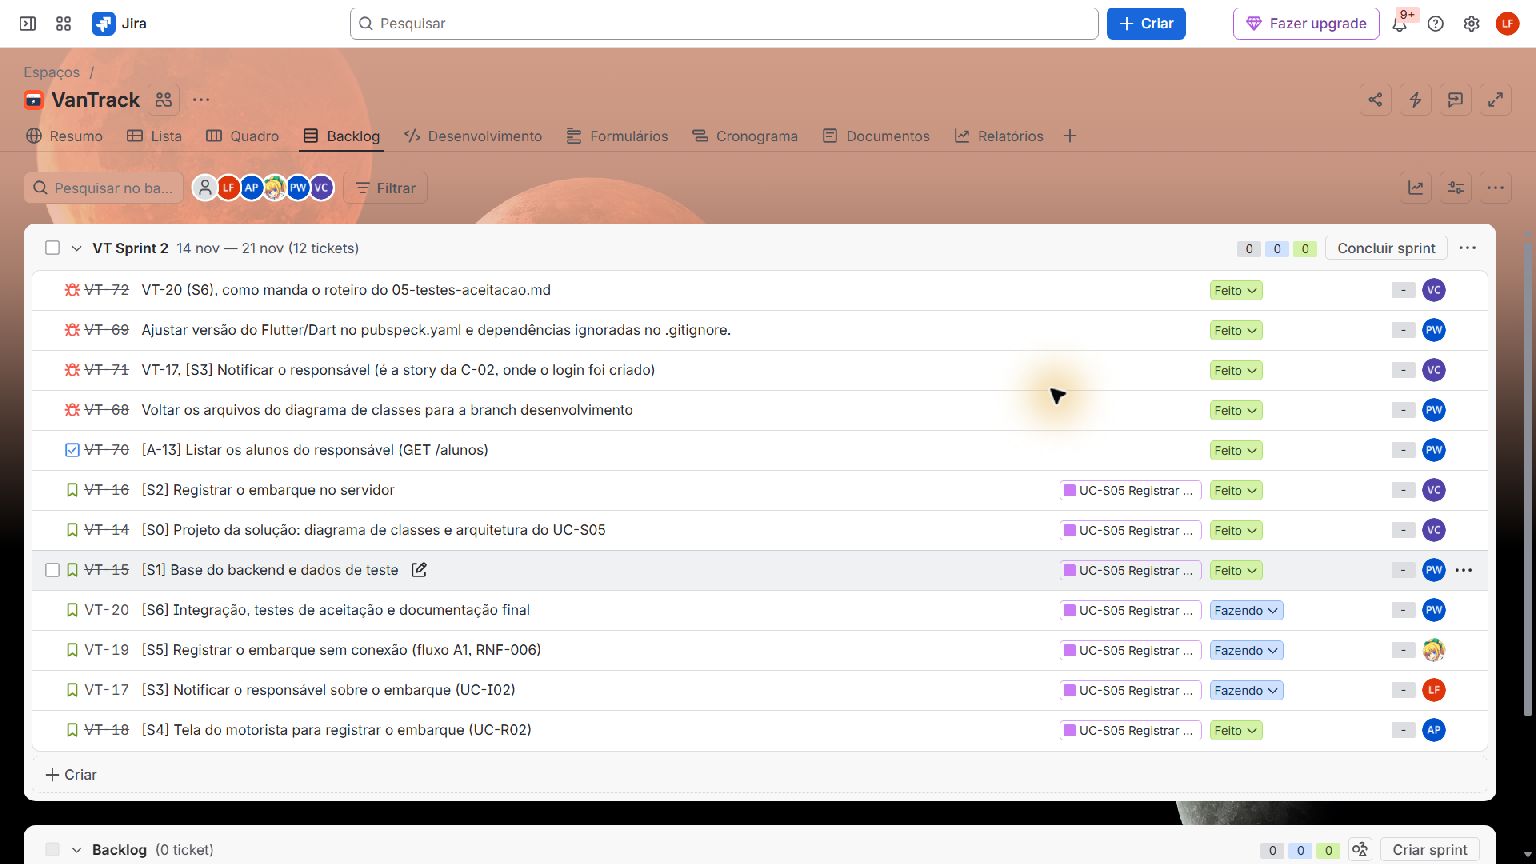 Jira
Pesquisar
Criar
Fazer upgrade
9+
LF
Espaços /
VanTrack
Resumo
Lista
Quadro
Backlog
Desenvolvimento
Formulários
Cronograma
Documentos
Relatórios
Pesquisar no ba...
LF AP PW VC
Filtrar
VT Sprint 2 14 nov — 21 nov (12 tickets) 0 0 0 Concluir sprint
VT-72 VT-20 (S6), como manda o roteiro do 05-testes-aceitacao.md Feito - VC
VT-69 Ajustar versão do Flutter/Dart no pubspeck.yaml e dependências ignoradas no .gitignore. Feito - PW
VT-71 VT-17, [S3] Notificar o responsável (é a story da C-02, onde o login foi criado) Feito - VC
VT-68 Voltar os arquivos do diagrama de classes para a branch desenvolvimento Feito - PW
VT-70 [A-13] Listar os alunos do responsável (GET /alunos) Feito - PW
VT-16 [S2] Registrar o embarque no servidor UC-S05 Registrar ... Feito - VC
VT-14 [S0] Projeto da solução: diagrama de classes e arquitetura do UC-S05 UC-S05 Registrar ... Feito - VC
VT-15 [S1] Base do backend e dados de teste UC-S05 Registrar ... Feito - PW
VT-20 [S6] Integração, testes de aceitação e documentação final UC-S05 Registrar ... Fazendo - PW
VT-19 [S5] Registrar o embarque sem conexão (fluxo A1, RNF-006) UC-S05 Registrar ... Fazendo -
VT-17 [S3] Notificar o responsável sobre o embarque (UC-I02) UC-S05 Registrar ... Fazendo - LF
VT-18 [S4] Tela do motorista para registrar o embarque (UC-R02) UC-S05 Registrar ... Feito - AP
Criar
Backlog (0 ticket) 0 0 0 Criar sprint